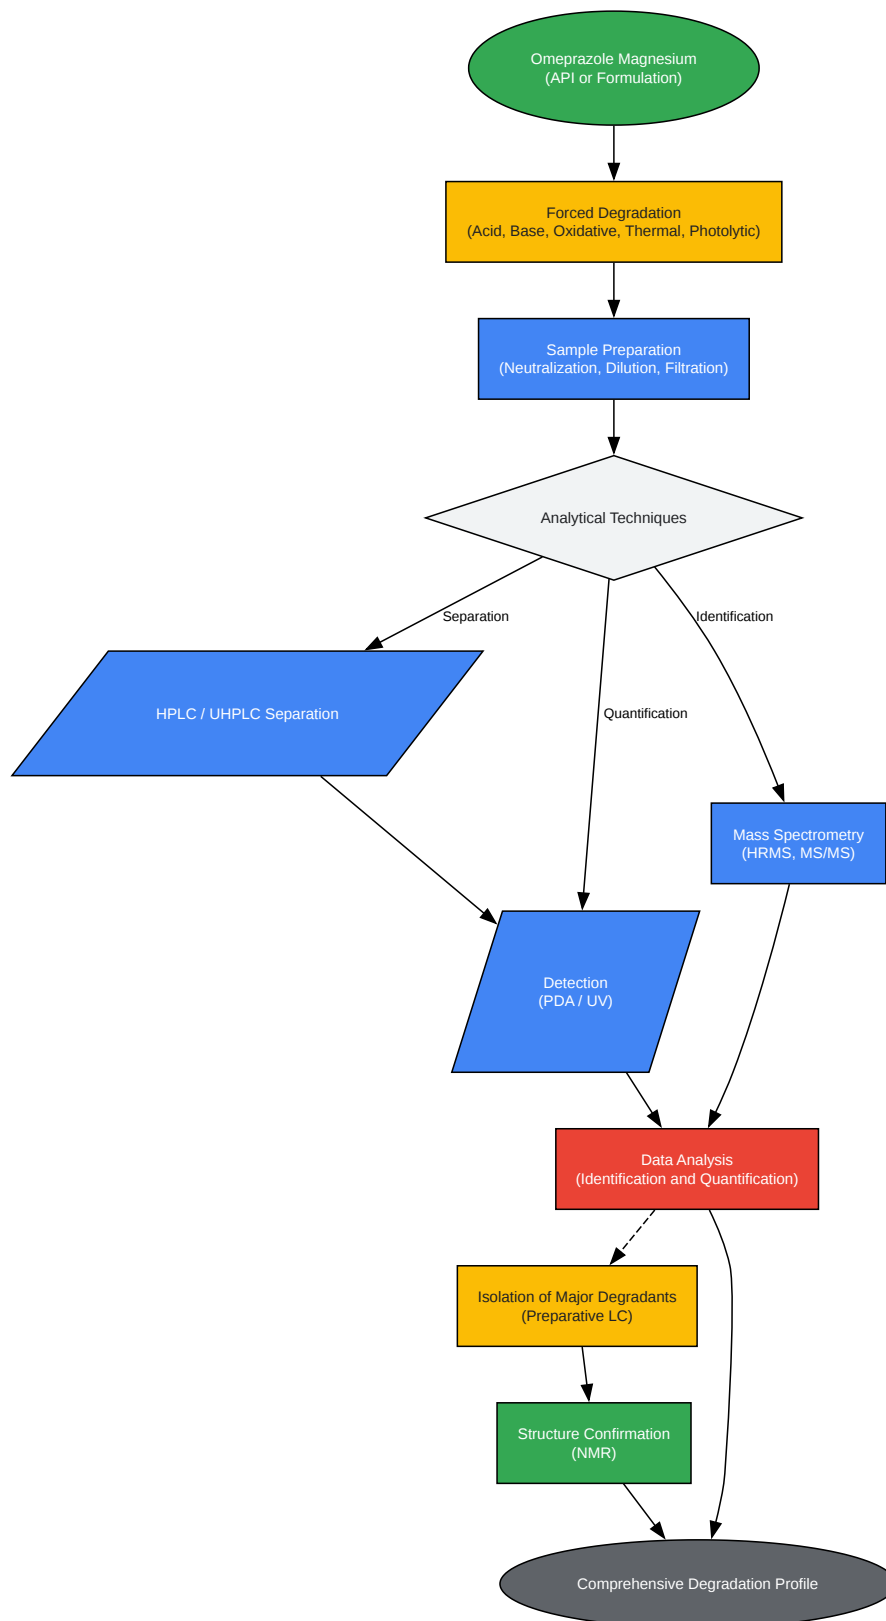 Omeprazole Magnesium
(API or Formulation)
Forced Degradation
(Acid, Base, Oxidative, Thermal, Photolytic)
Sample Preparation
(Neutralization, Dilution, Filtration)
Analytical Techniques
Separation
Identification
HPLC / UHPLC Separation
Quantification
Mass Spectrometry
(HRMS, MS/MS)
Detection
(PDA / UV)
Data Analysis
(Identification and Quantification)
Isolation of Major Degradants
(Preparative LC)
Structure Confirmation
(NMR)
Comprehensive Degradation Profile